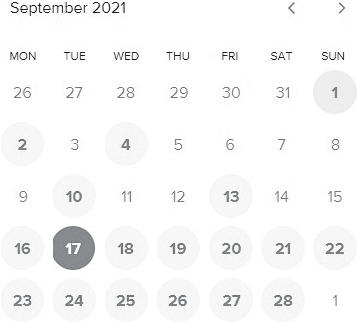 September 2021
MON TUE WED THU FRI SAT SUN
26 27 28 29 30 31 1
2 3 4 5 6 7 8
9 10 11 12 13 14 15
16 17 18 19 20 21 22
23 24 25 26 27 28 1